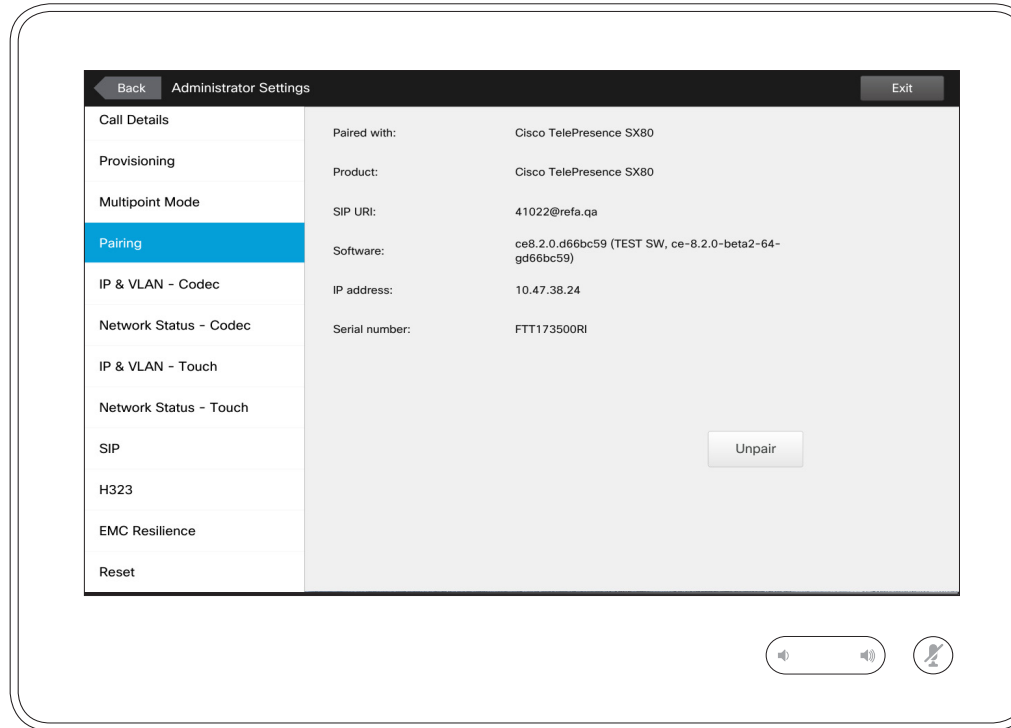 Back Administrator Settings Exit
Call Details
Provisioning
Multipoint Mode
Pairing
IP & VLAN - Codec
Network Status - Codec
IP & VLAN - Touch
Network Status - Touch
SIP
H323
EMC Resilience
Reset
Paired with: Cisco TelePresence SX80
Product: Cisco TelePresence SX80
SIP URI: 41022@refa.qa
Software: ce8.2.0.d66bc59 (TEST SW, ce-8.2.0-beta2-64-
gd66bc59)
IP address: 10.47.38.24
Serial number: FTT173500RI
Unpair